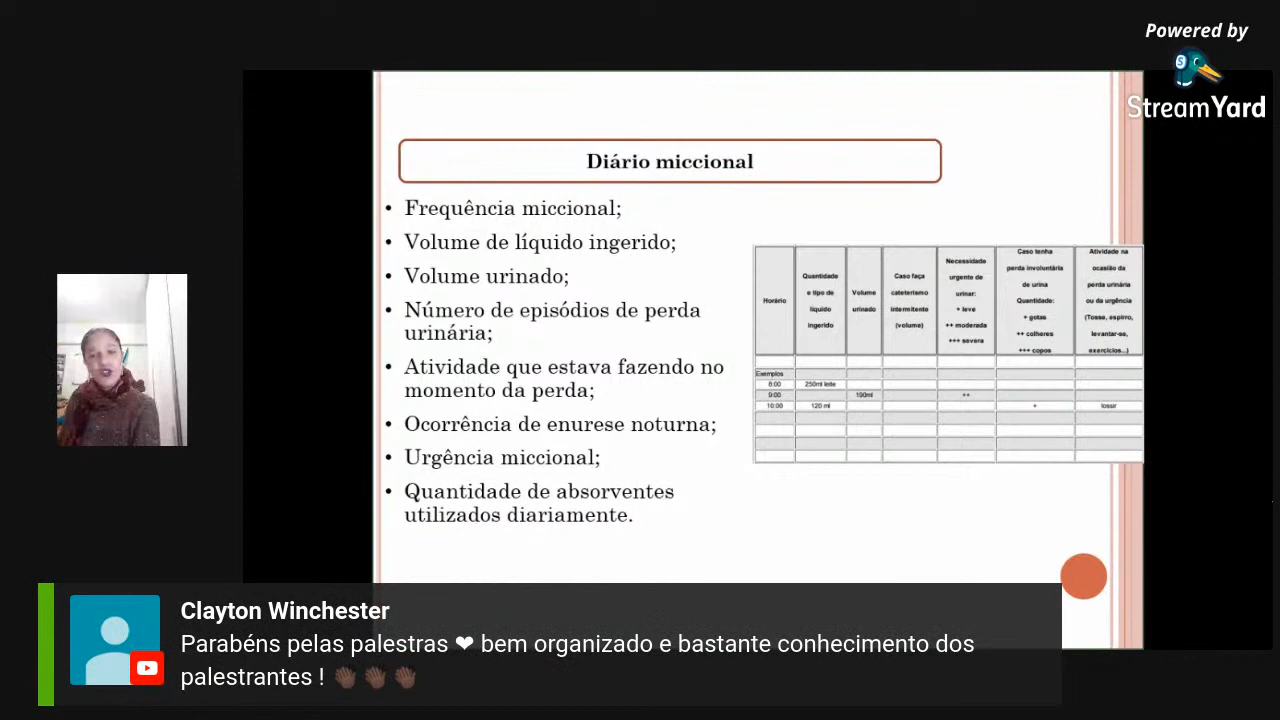 Powered by
StreamYard
Diário miccional
• Frequência miccional;
• Volume de líquido ingerido;
• Volume urinado;
• Número de episódios de perda
urinária;
• Atividade que estava fazendo no
momento da perda;
• Ocorrência de enurese noturna;
• Urgência miccional;
• Quantidade de absorventes
utilizados diariamente.
Horário
Quantidade
e tipo de
líquido
ingerido
Volume
urinado
Caso faça
cateterismo
intermitente
(volume)
Necessidade
urgente de
urinar:
+ leve
++ moderada
+++ severa
Caso tenha
perda involuntária
de urina
Quantidade:
+ gotas
++ colheres
+++ copos
Atividade na
ocasião da
perda urinária
ou da urgência
(Tosse, espirro,
levantar-se,
exercícios...)
Exemplos
8:00 250ml leite
9:00 190ml ++
10:00 120 ml + tossir
Clayton Winchester
Parabéns pelas palestras ❤ bem organizado e bastante conhecimento dos
palestrantes ! 👏🏾👏🏾👏🏾